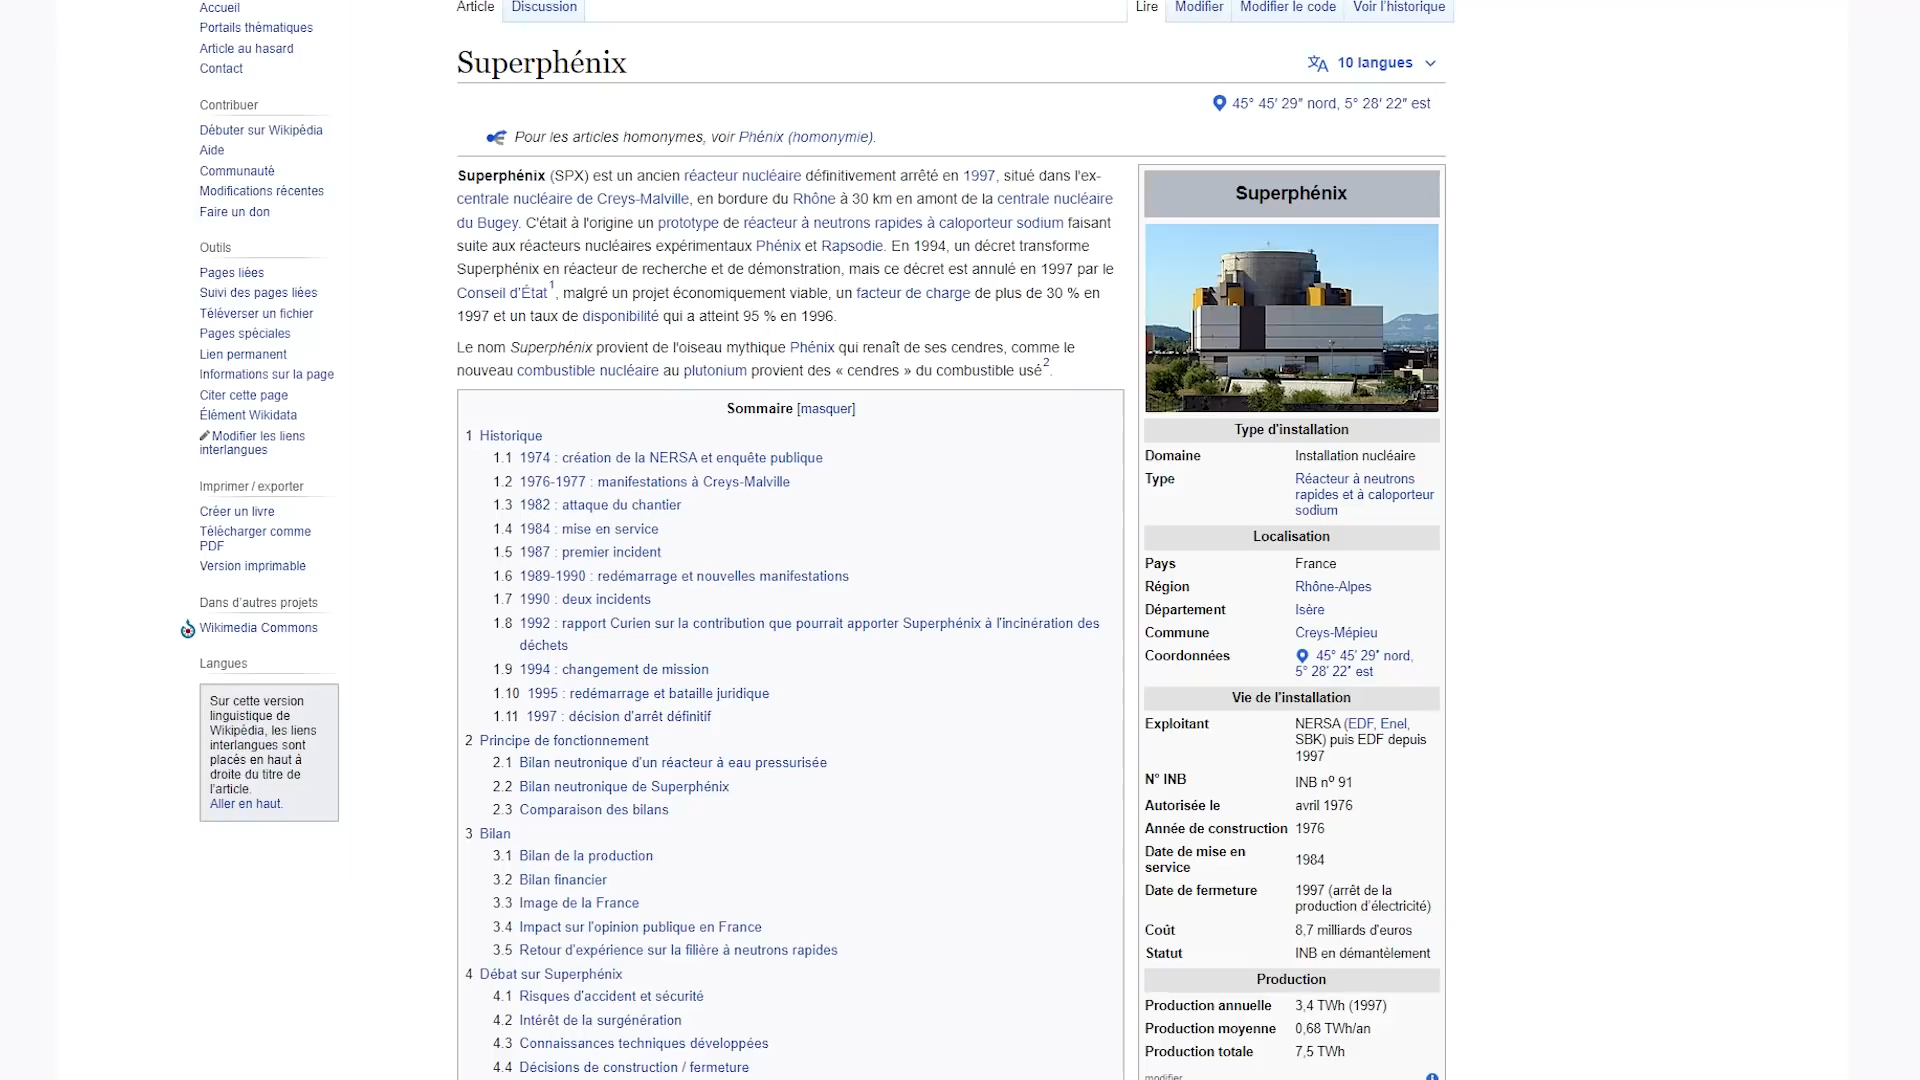 Accueil
Portails thématiques
Article au hasard
Contact
Contribuer
Débuter sur Wikipédia
Aide
Communauté
Modifications récentes
Faire un don
Outils
Pages liées
Suivi des pages liées
Téléverser un fichier
Pages spéciales
Lien permanent
Informations sur la page
Citer cette page
Élément Wikidata
Modifier les liens
interlangues
Imprimer / exporter
Créer un livre
Télécharger comme
PDF
Version imprimable
Dans d'autres projets
Wikimedia Commons
Langues
Sur cette version
linguistique de
Wikipédia, les liens
interlangues sont
placés en haut à
droite du titre de
l'article.
Aller en haut.
Article Discussion Lire Modifier Modifier le code Voir l'historique
Superphénix
10 langues
45° 45′ 29″ nord, 5° 28′ 22″ est
Pour les articles homonymes, voir Phénix (homonymie).
Superphénix (SPX) est un ancien réacteur nucléaire définitivement arrêté en 1997, situé dans l'ex-
centrale nucléaire de Creys-Malville, en bordure du Rhône à 30 km en amont de la centrale nucléaire
du Bugey. C'était à l'origine un prototype de réacteur à neutrons rapides à caloporteur sodium faisant
suite aux réacteurs nucléaires expérimentaux Phénix et Rapsodie. En 1994, un décret transforme
Superphénix en réacteur de recherche et de démonstration, mais ce décret est annulé en 1997 par le
Conseil d'État1, malgré un projet économiquement viable, un facteur de charge de plus de 30 % en
1997 et un taux de disponibilité qui a atteint 95 % en 1996.
Le nom Superphénix provient de l'oiseau mythique Phénix qui renaît de ses cendres, comme le
nouveau combustible nucléaire au plutonium provient des « cendres » du combustible usé2.
Sommaire [masquer]
1 Historique
1.1 1974 : création de la NERSA et enquête publique
1.2 1976-1977 : manifestations à Creys-Malville
1.3 1982 : attaque du chantier
1.4 1984 : mise en service
1.5 1987 : premier incident
1.6 1989-1990 : redémarrage et nouvelles manifestations
1.7 1990 : deux incidents
1.8 1992 : rapport Curien sur la contribution que pourrait apporter Superphénix à l'incinération des
déchets
1.9 1994 : changement de mission
1.10 1995 : redémarrage et bataille juridique
1.11 1997 : décision d'arrêt définitif
2 Principe de fonctionnement
2.1 Bilan neutronique d'un réacteur à eau pressurisée
2.2 Bilan neutronique de Superphénix
2.3 Comparaison des bilans
3 Bilan
3.1 Bilan de la production
3.2 Bilan financier
3.3 Image de la France
3.4 Impact sur l'opinion publique en France
3.5 Retour d'expérience sur la filière à neutrons rapides
4 Débat sur Superphénix
4.1 Risques d'accident et sécurité
4.2 Intérêt de la surgénération
4.3 Connaissances techniques développées
4.4 Décisions de construction / fermeture
Superphénix
Type d'installation
Domaine Installation nucléaire
Type Réacteur à neutrons
rapides et à caloporteur
sodium
Localisation
Pays France
Région Rhône-Alpes
Département Isère
Commune Creys-Mépieu
Coordonnées 45° 45′ 29″ nord,
5° 28′ 22″ est
Vie de l'installation
Exploitant NERSA (EDF, Enel,
SBK) puis EDF depuis
1997
N° INB INB nº 91
Autorisée le avril 1976
Année de construction 1976
Date de mise en
service 1984
Date de fermeture 1997 (arrêt de la
production d'électricité)
Coût 8,7 milliards d'euros
Statut INB en démantèlement
Production
Production annuelle 3,4 TWh (1997)
Production moyenne 0,68 TWh/an
Production totale 7,5 TWh
modifier